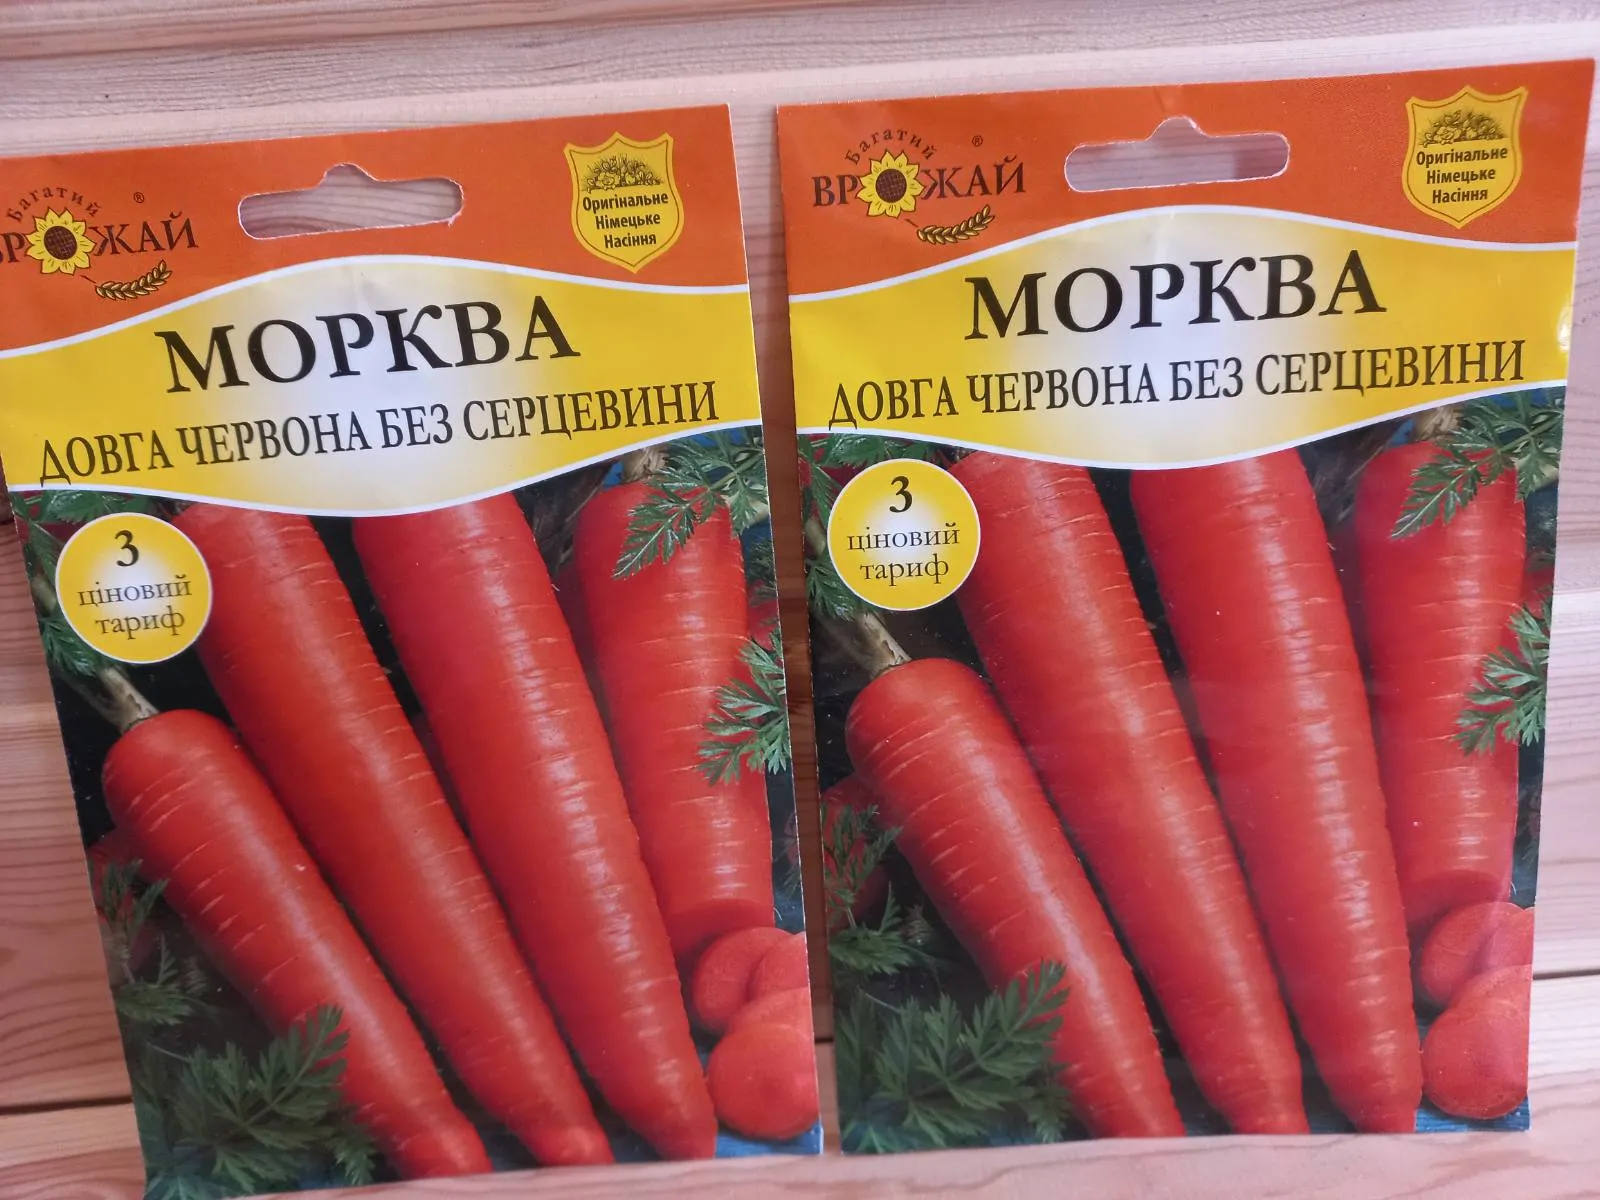 Багатий
ВРОЖАЙ
®
Оригінальне
Німецьке
Насіння
МОРКВА
ДОВГА ЧЕРВОНА БЕЗ СЕРЦЕВИНИ
3
ціновий
тариф
Багатий
ВРОЖАЙ
®
Оригінальне
Німецьке
Насіння
МОРКВА
ДОВГА ЧЕРВОНА БЕЗ СЕРЦЕВИНИ
3
ціновий
тариф